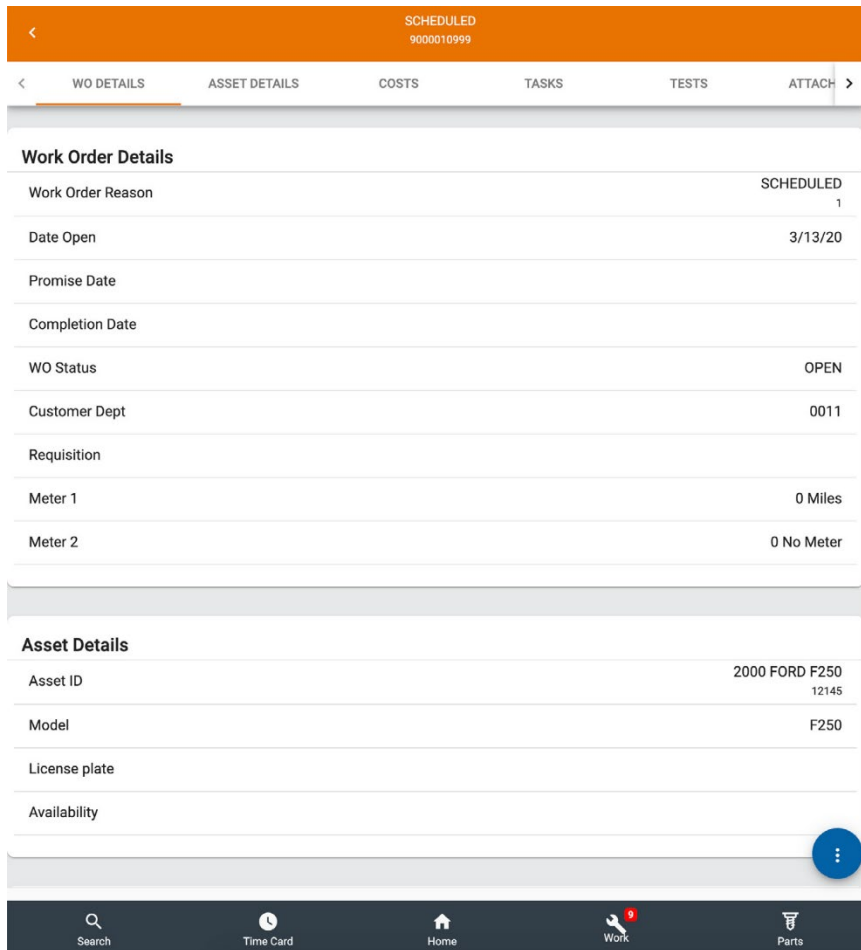 SCHEDULED
9000010999
WO DETAILS ASSET DETAILS COSTS TASKS TESTS ATTACH
Work Order Details
Work Order Reason SCHEDULED
1
Date Open 3/13/20
Promise Date
Completion Date
WO Status OPEN
Customer Dept 0011
Requisition
Meter 1 0 Miles
Meter 2 0 No Meter
Asset Details
Asset ID 2000 FORD F250
12145
Model F250
License plate
Availability
9
Search Time Card Home Work Parts